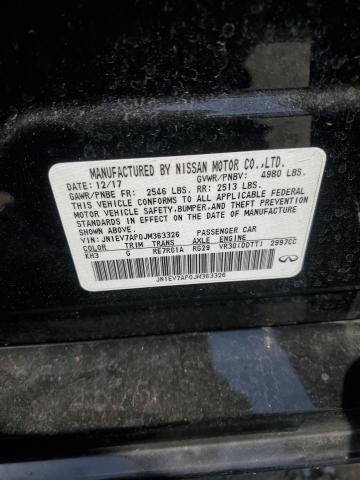 MANUFACTURED BY NISSAN MOTOR CO.,LTD.
DATE: 12/17 GVWR/PNBV: 4980 LBS.
GAWR/PNBE FR: 2546 LBS. RR: 2513 LBS.
THIS VEHICLE CONFORMS TO ALL APPLICABLE FEDERAL
MOTOR VEHICLE SAFETY,BUMPER,AND THEFT PREVENTION
STANDARDS IN EFFECT ON THE DATE OF MANUFACTURE
SHOWN ABOVE.
VIN: JN1EV7AP0JM363326 PASSENGER CAR
COLOR TRIM TRANS AXLE ENGINE
KH3 G RE7R01A RG29 VR30(DDTT) 2997CC
JN1EV7AP0JM363326